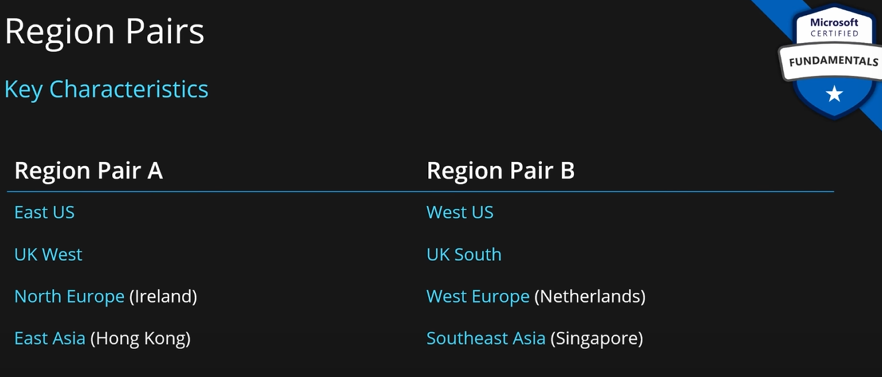 Region Pairs
Microsoft
CERTIFIED
FUNDAMENTALS
Key Characteristics
Region Pair A Region Pair B
East US West US
UK West UK South
North Europe (Ireland) West Europe (Netherlands)
East Asia (Hong Kong) Southeast Asia (Singapore)